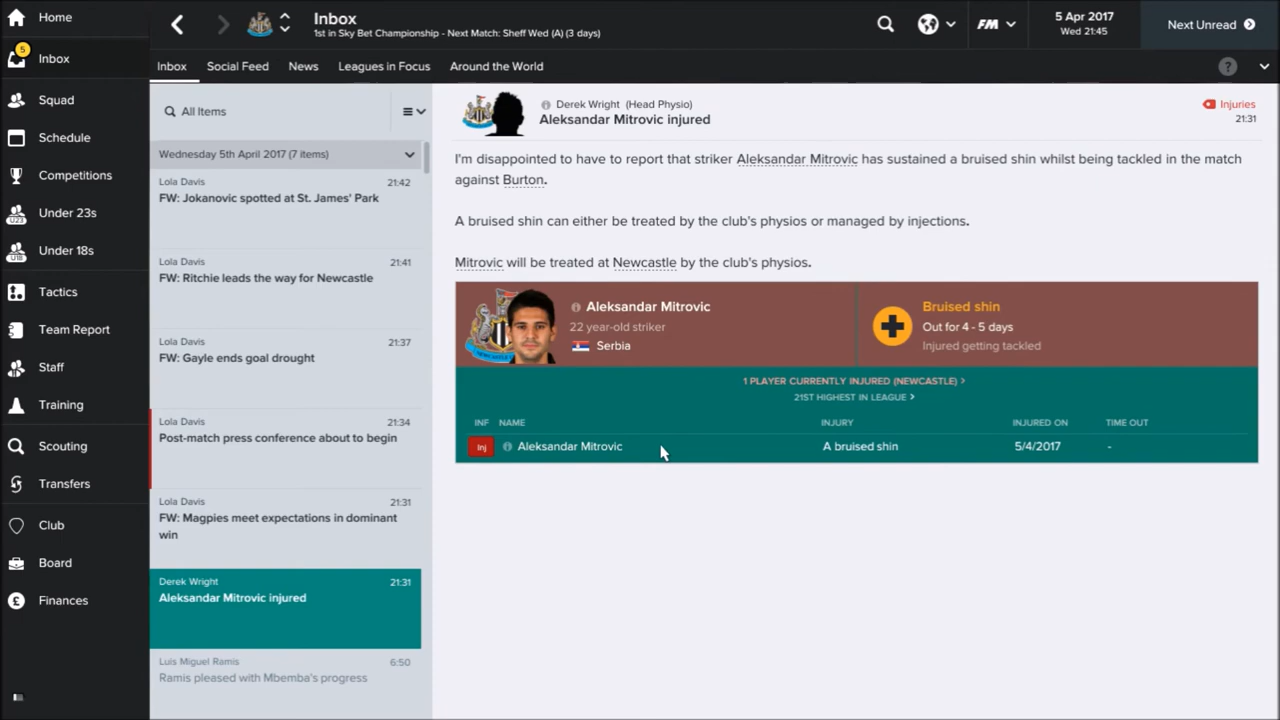 Home
5
Inbox
Squad
Schedule
Competitions
U23
Under 23s
U18
Under 18s
Tactics
Team Report
Staff
Training
Scouting
Transfers
Club
Board
£
Finances
Inbox
1st in Sky Bet Championship - Next Match: Sheff Wed (A) (3 days)
FM
5 Apr 2017
Wed 21:45
Next Unread
Inbox Social Feed News Leagues in Focus Around the World
?
All Items
Wednesday 5th April 2017 (7 items)
Lola Davis 21:42
FW: Jokanovic spotted at St. James' Park
Lola Davis 21:41
FW: Ritchie leads the way for Newcastle
Lola Davis 21:37
FW: Gayle ends goal drought
Lola Davis 21:34
Post-match press conference about to begin
Lola Davis 21:31
FW: Magpies meet expectations in dominant
win
Derek Wright 21:31
Aleksandar Mitrovic injured
Luis Miguel Ramis 6:50
Ramis pleased with Mbemba's progress
Derek Wright (Head Physio)
Aleksandar Mitrovic injured
Injuries
21:31
I'm disappointed to have to report that striker Aleksandar Mitrovic has sustained a bruised shin whilst being tackled in the match
against Burton.
A bruised shin can either be treated by the club's physios or managed by injections.
Mitrovic will be treated at Newcastle by the club's physios.
Aleksandar Mitrovic
22 year-old striker
Serbia
Bruised shin
Out for 4 - 5 days
Injured getting tackled
1 PLAYER CURRENTLY INJURED (NEWCASTLE) >
21ST HIGHEST IN LEAGUE >
INF NAME INJURY INJURED ON TIME OUT
Inj Aleksandar Mitrovic A bruised shin 5/4/2017 -